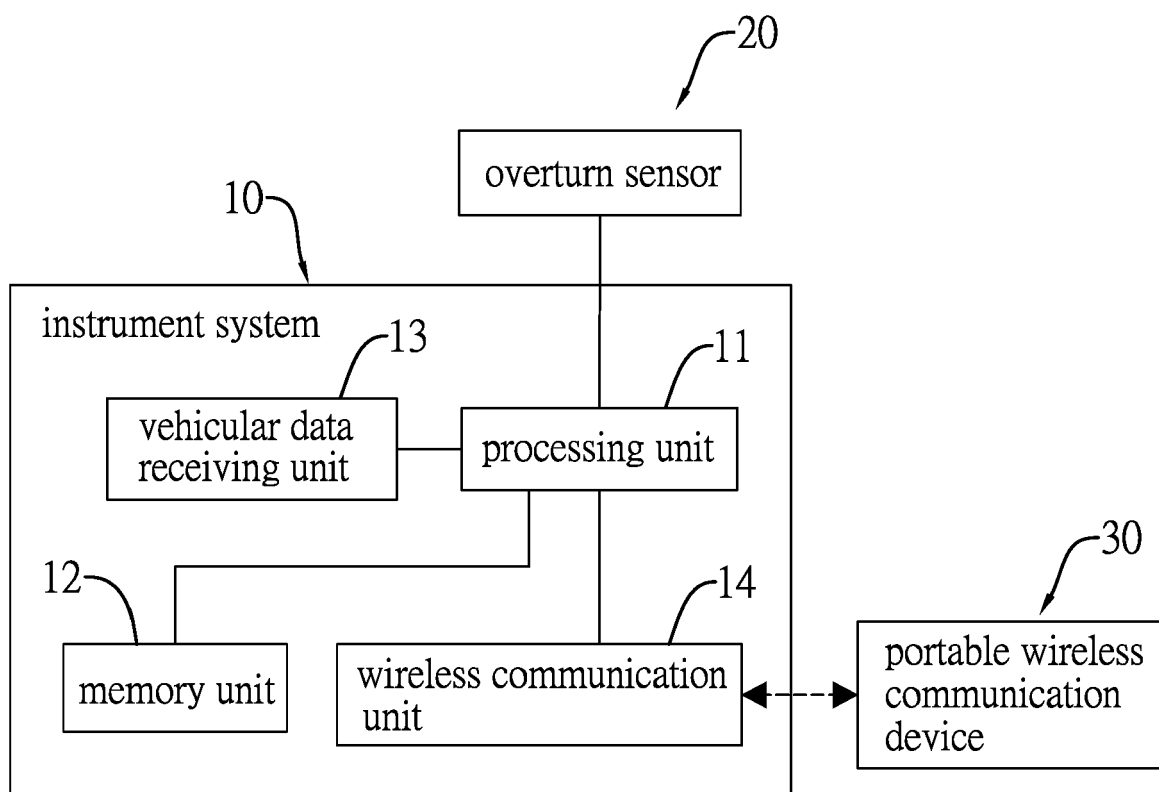 20
overturn sensor
10
instrument system
13
11
vehicular data
receiving unit
processing unit
12
14
30
memory unit
wireless communication
unit
portable wireless
communication
device